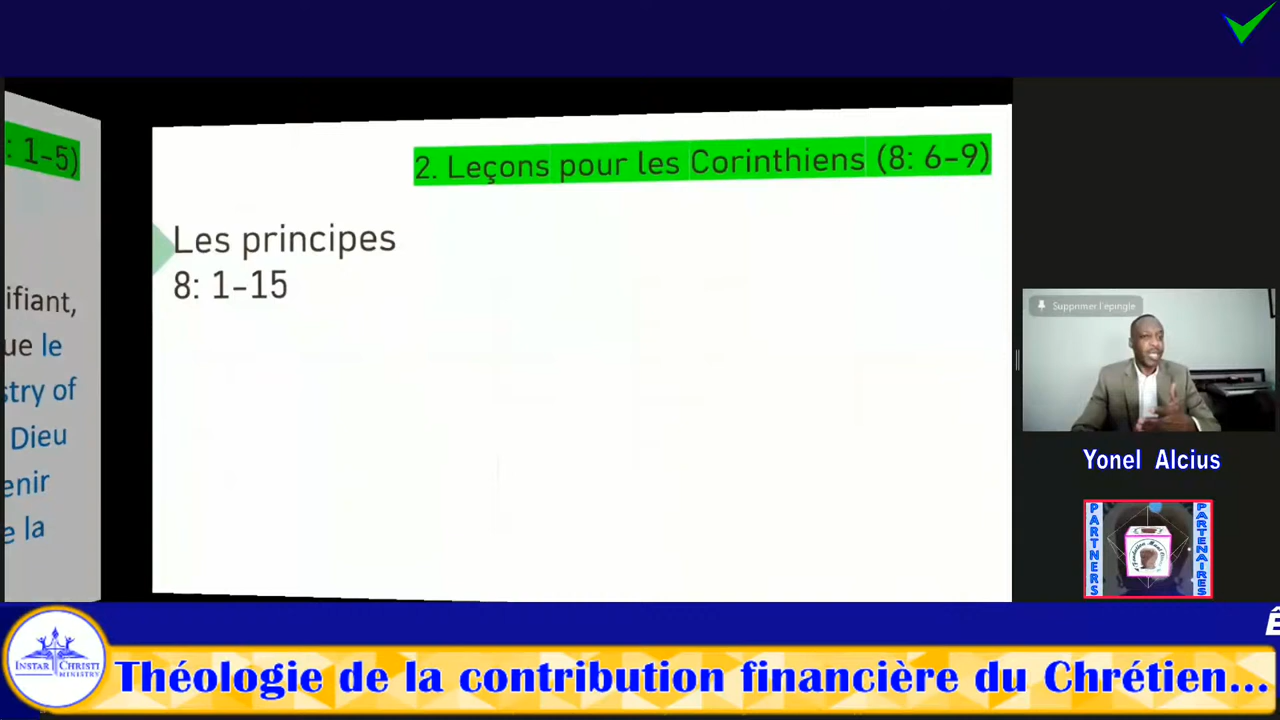 : 1-5)
2. Leçons pour les Corinthiens (8: 6-9)
Les principes
8: 1-15
ifiant,
ue le
stry of
Dieu
enir
e la
Supprimer l'épingle
Yonel Alcius
PARTNERS
PARTENAIRES
INSTAR CHRISTI
MINISTRY
Théologie de la contribution financière du Chrétien...
Ê